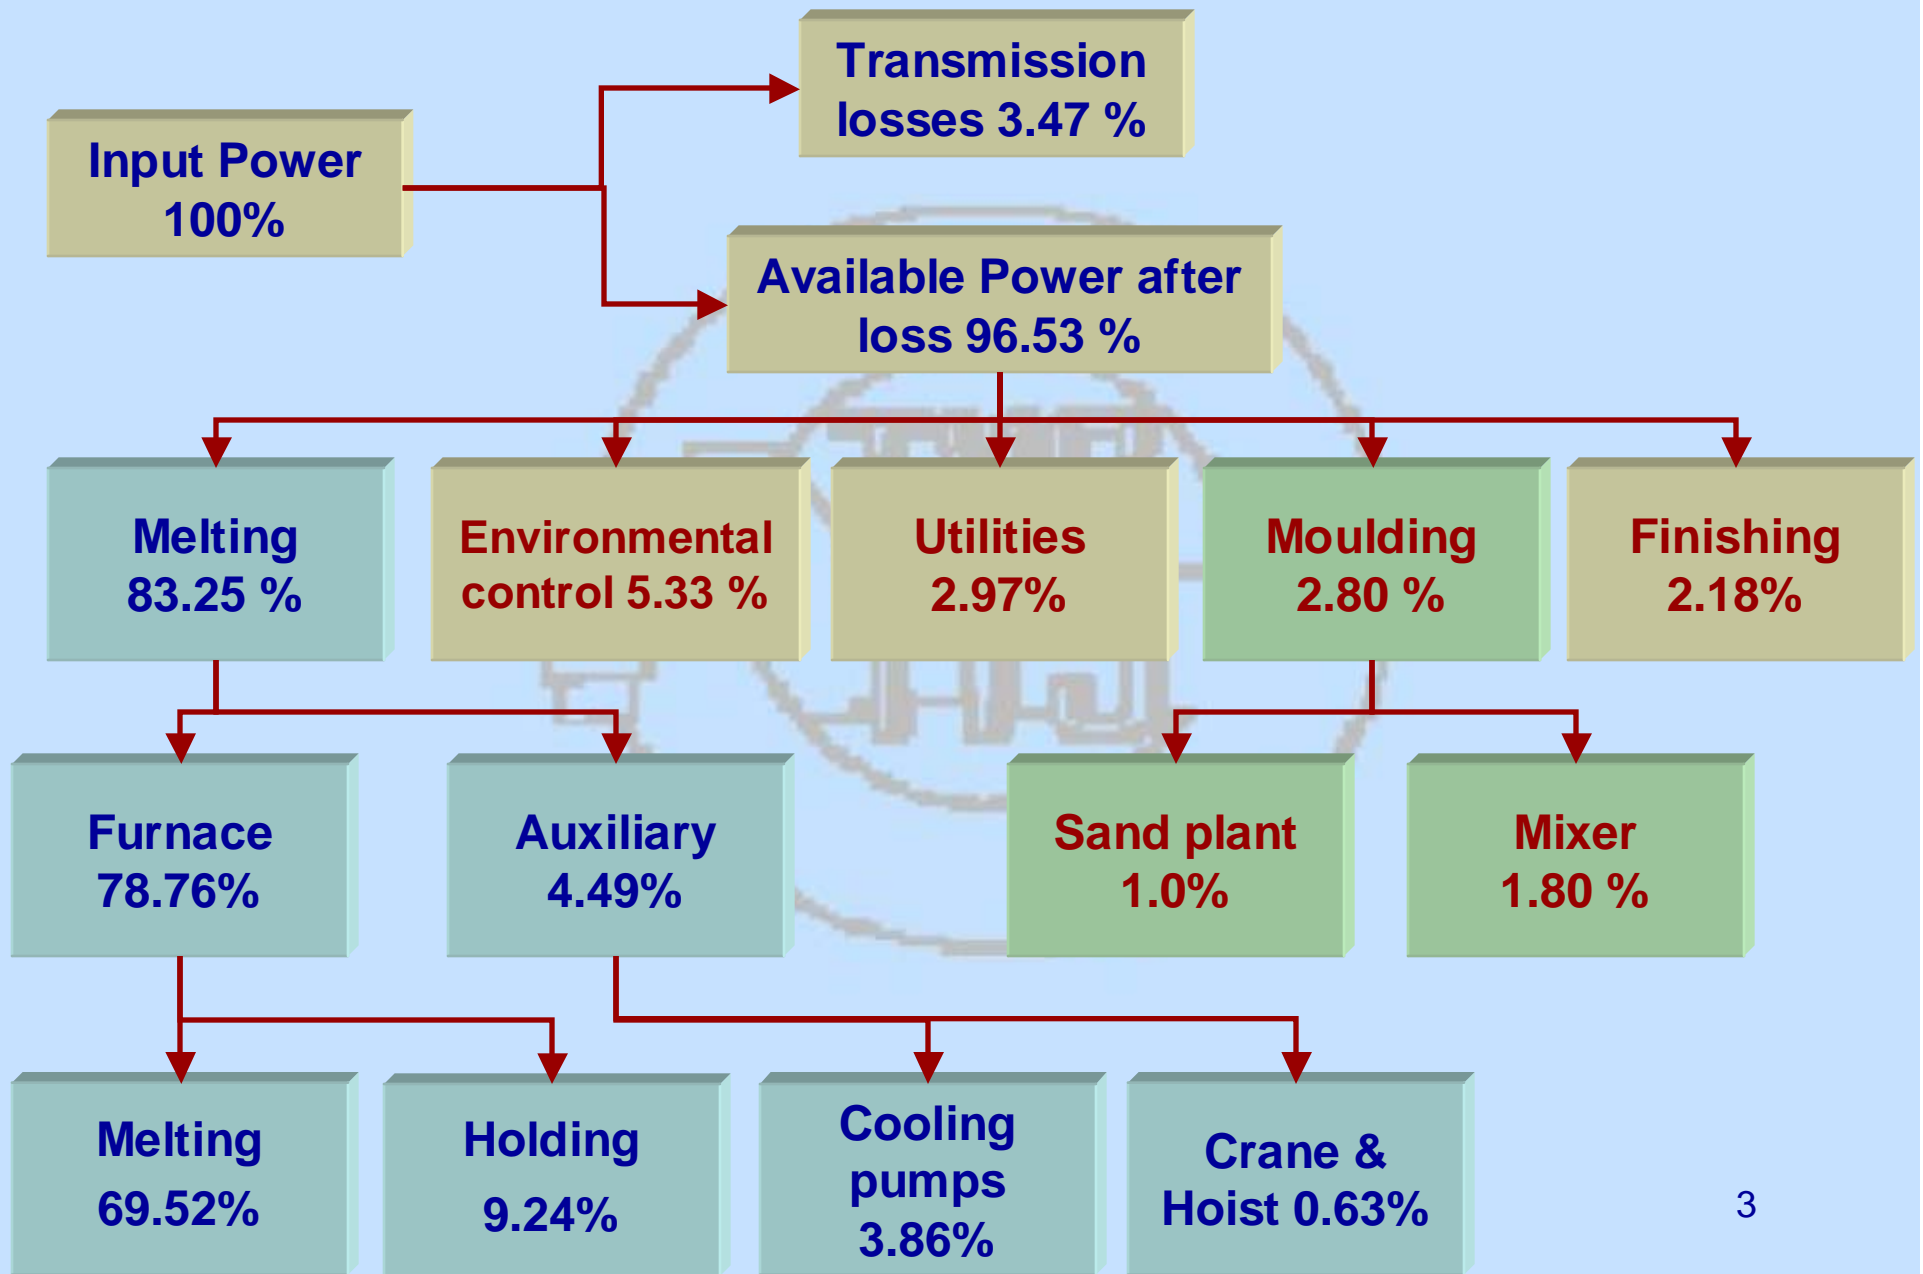 Transmission
losses 3.47 %
Input Power
100%
Available Power after
loss 96.53 %
Melting
83.25 %
Environmental
control 5.33 %
Utilities
2.97%
Moulding
2.80 %
Finishing
2.18%
Furnace
78.76%
Auxiliary
4.49%
Sand plant
1.0%
Mixer
1.80 %
Melting
69.52%
Holding
9.24%
Cooling
pumps
3.86%
Crane &
Hoist 0.63%
3